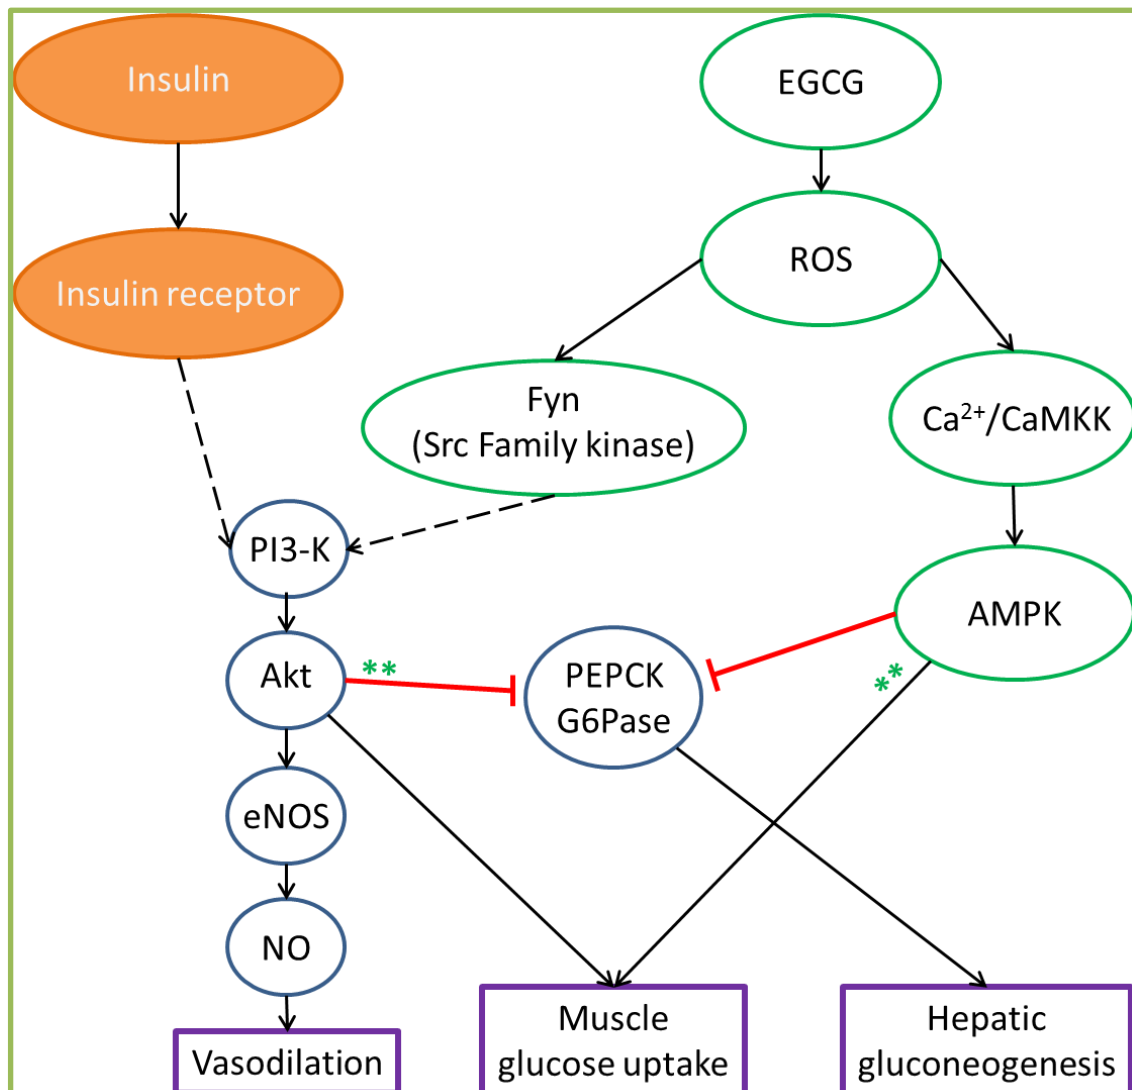 Insulin
EGCG
Insulin receptor
ROS
Fyn
(Src Family kinase)
Ca²⁺/CaMKK
PI3-K
AMPK
Akt
**
PEPCK
G6Pase
**
eNOS
NO
Vasodilation
Muscle
glucose uptake
Hepatic
gluconeogenesis